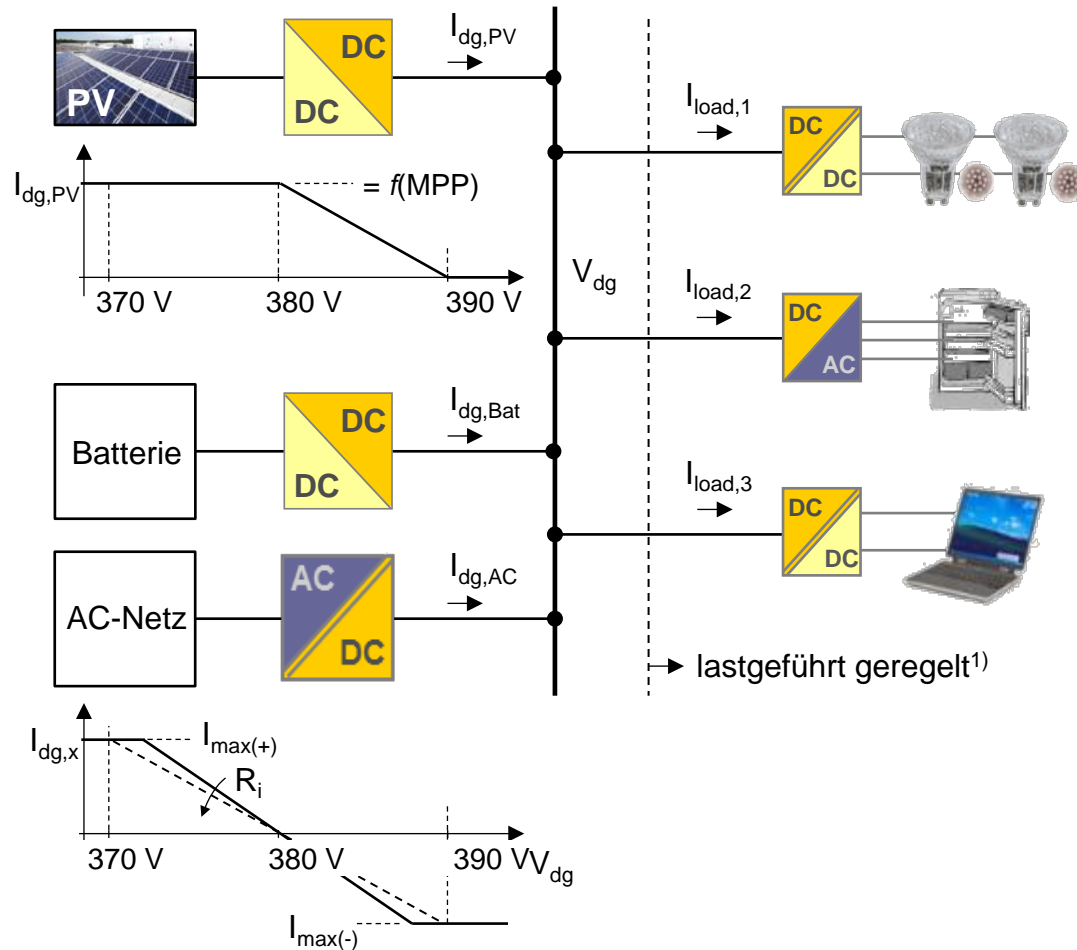 PV
DC
DC
I_dg,PV
I_dg,PV
= f(MPP)
370 V
380 V
390 V
V_dg
I_load,1
DC
DC
I_load,2
DC
AC
Batterie
DC
DC
I_dg,Bat
I_load,3
DC
DC
AC-Netz
AC
DC
I_dg,AC
lastgeführt geregelt¹⁾
I_dg,x
I_max(+)
R_i
370 V
380 V
390 V
V_dg
I_max(-)